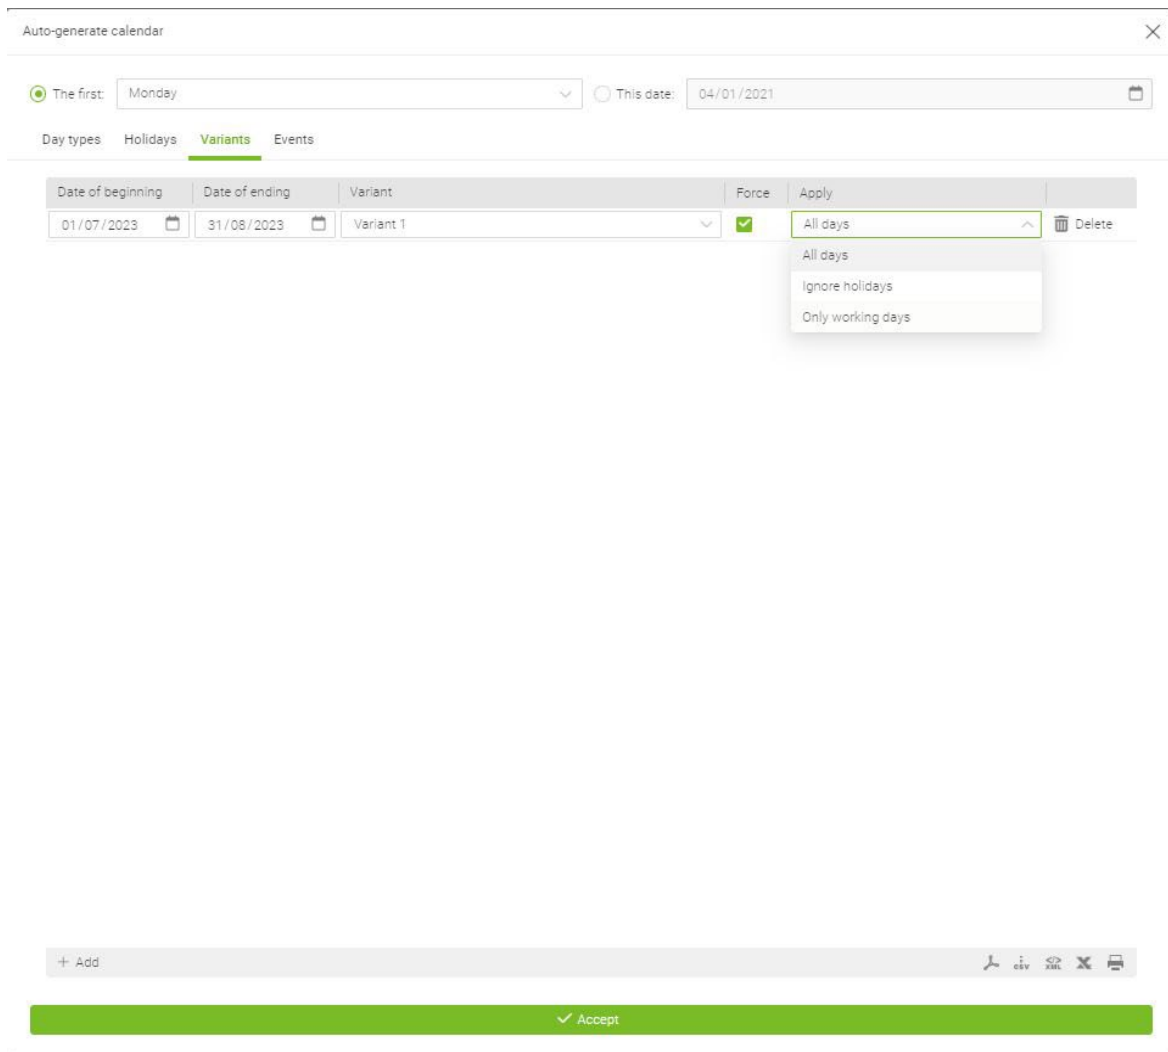 Auto-generate calendar
The first: Monday This date: 04/01/2021
Day types Holidays Variants Events
Date of beginning Date of ending Variant Force Apply
01/07/2023 31/08/2023 Variant 1 All days Delete
All days
Ignore holidays
Only working days
+ Add CSV XML
Accept